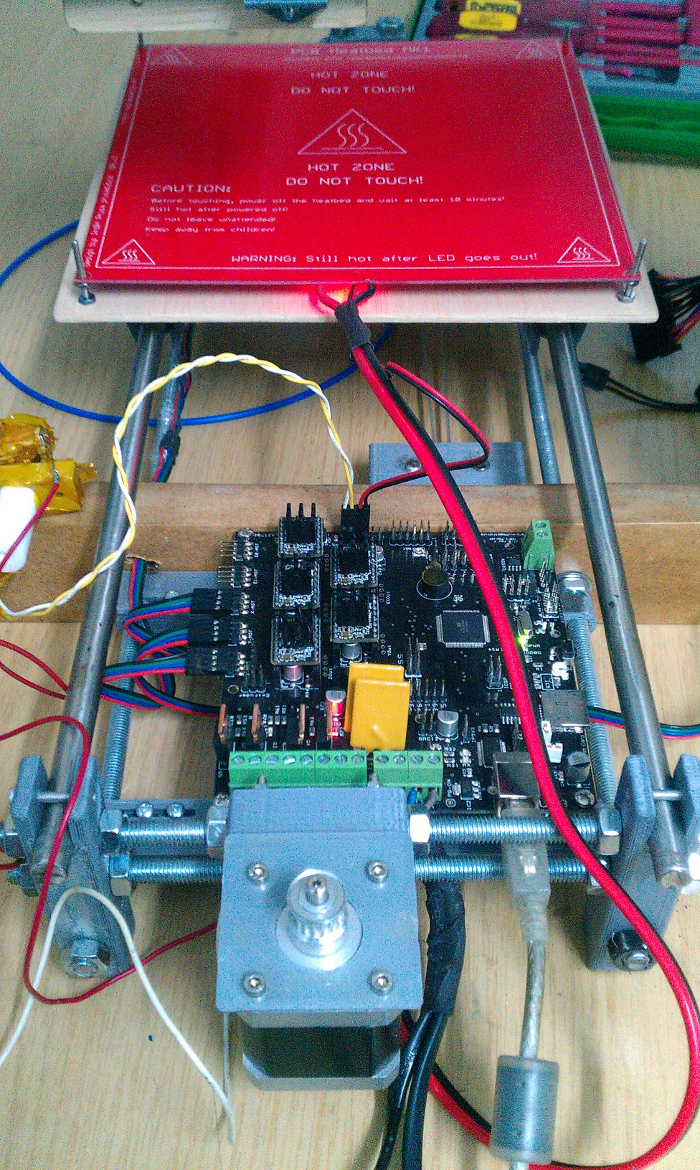 PCB Heatbed MK1
HOT ZONE
DO NOT TOUCH!
HOT ZONE
DO NOT TOUCH!
CAUTION:
Before touching, power off the heatbed and wait at least 10 minutes!
Still hot after powered off!
Do not leave unattended!
Keep away from children!
WARNING: Still hot after LED goes out!